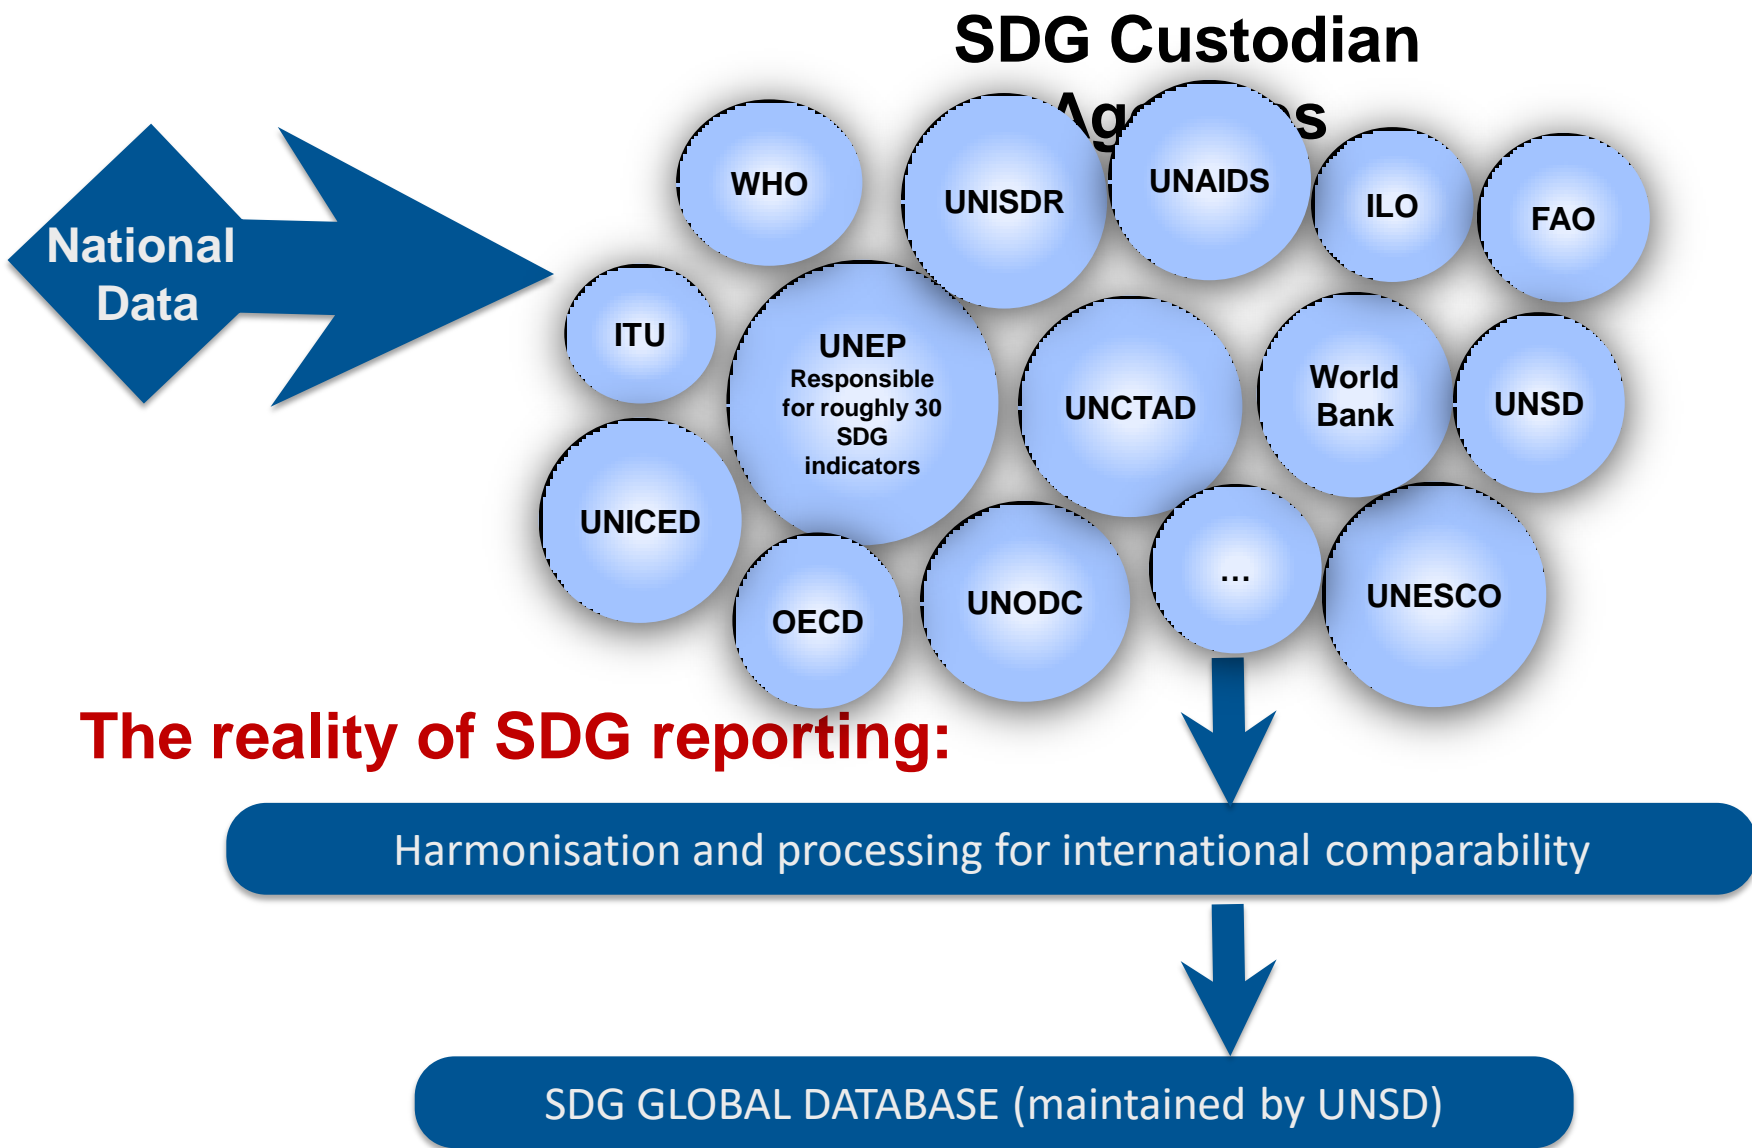 SDG Custodian
National
Data
WHO
UNISDR
UNAIDS
ILO
FAO
ITU
UNEP
Responsible
for roughly 30
SDG
indicators
UNCTAD
World
Bank
UNSD
UNICED
OECD
UNODC
...
UNESCO
The reality of SDG reporting:
Harmonisation and processing for international comparability
SDG GLOBAL DATABASE (maintained by UNSD)